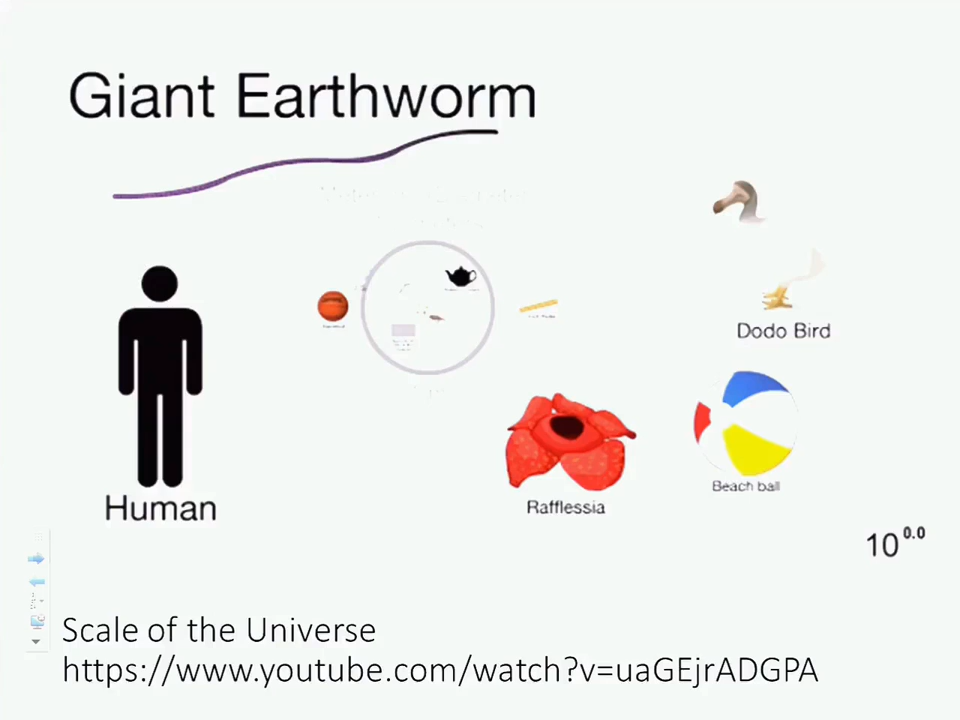 Giant Earthworm
Dodo Bird
Beach ball
Human
Rafflessia
10 0.0
Scale of the Universe
https://www.youtube.com/watch?v=uaGEjrADGPA